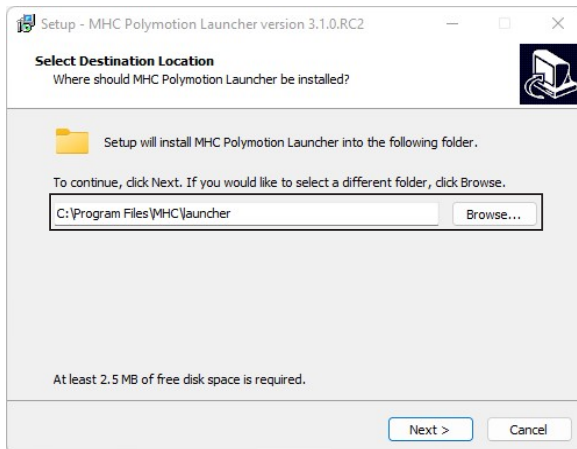 Setup - MHC Polymotion Launcher version 3.1.0.RC2
Select Destination Location
Where should MHC Polymotion Launcher be installed?
Setup will install MHC Polymotion Launcher into the following folder.
To continue, click Next. If you would like to select a different folder, click Browse.
C:\Program Files\MHC\launcher
Browse...
At least 2.5 MB of free disk space is required.
Next >
Cancel